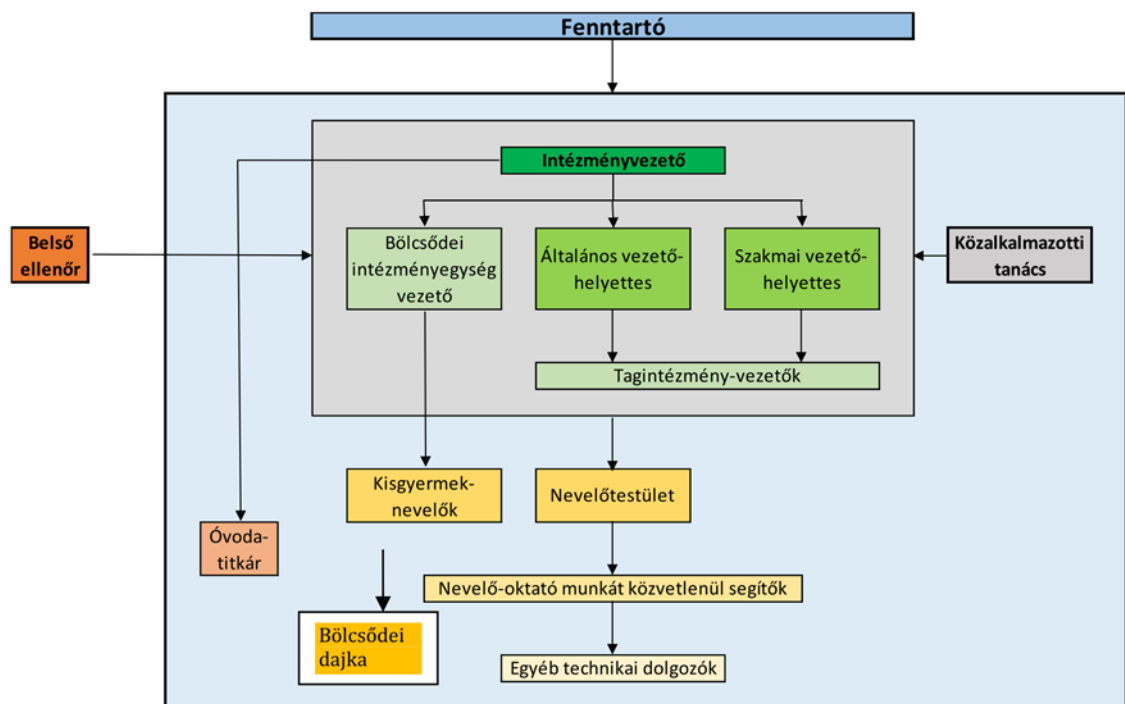 Fenntartó
Intézményvezető
Belső
ellenőr
Bölcsődei
intézményegység
vezető
Általános vezető-
helyettes
Szakmai vezető-
helyettes
Közalkalmazotti
tanács
Tagintézmény-vezetők
Kisgyermek-
nevelők
Nevelőtestület
Óvoda-
titkár
Nevelő-oktató munkát közvetlenül segítők
Bölcsődei
dajka
Egyéb technikai dolgozók